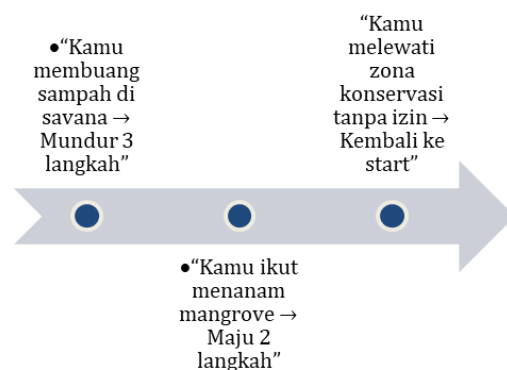 •“Kamu
membuang
sampah di
savana →
Mundur 3
langkah”
•“Kamu ikut
menanam
mangrove →
Maju 2
langkah”
“Kamu
melewati
zona
konservasi
tanpa izin →
Kembali ke
start”